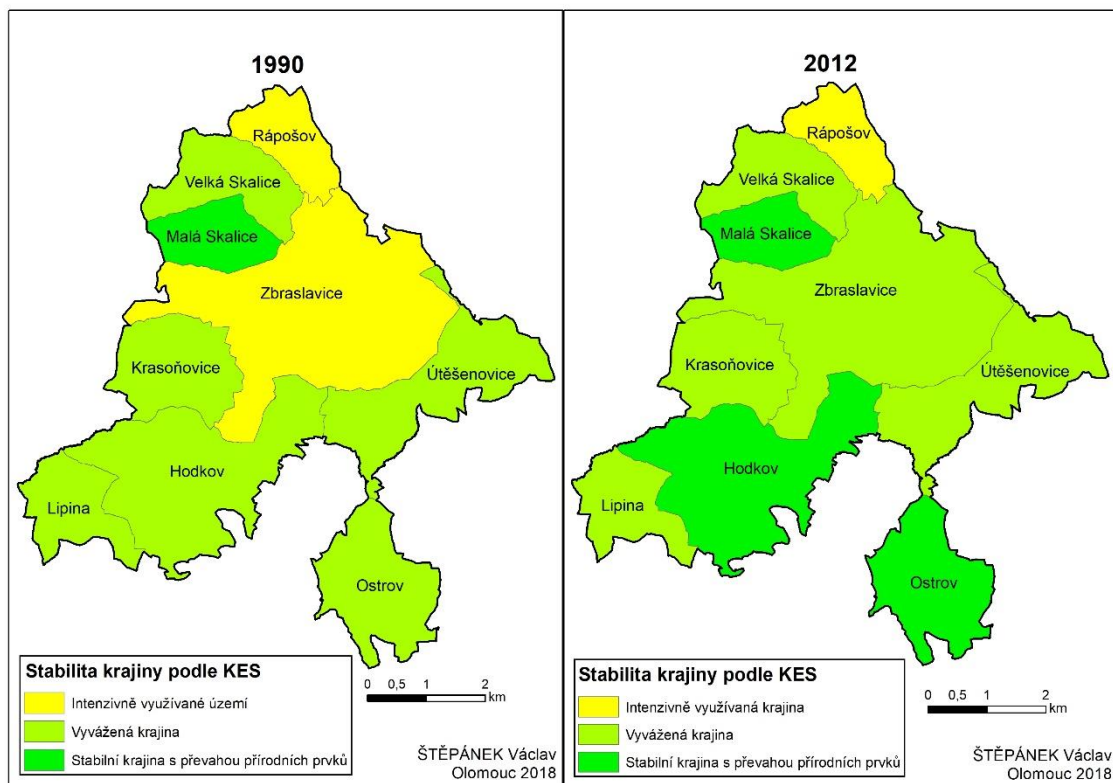 1990
Rápošov
Velká Skalice
Malá Skalice
Zbraslavice
Krasoňovice
Útěšenovice
Hodkov
Lipina
Ostrov
Stabilita krajiny podle KES
Intenzivně využívané území
Vyvážená krajina
Stabilní krajina s převahou přírodních prvků
0 0,5 1 2
km
ŠTĚPÁNEK Václav
Olomouc 2018
2012
Rápošov
Velká Skalice
Malá Skalice
Zbraslavice
Krasoňovice
Útěšenovice
Hodkov
Lipina
Ostrov
Stabilita krajiny podle KES
Intenzivně využívaná krajina
Vyvážená krajina
Stabilní krajina s převahou přírodních prvků
0 0,5 1 2
km
ŠTĚPÁNEK Václav
Olomouc 2018